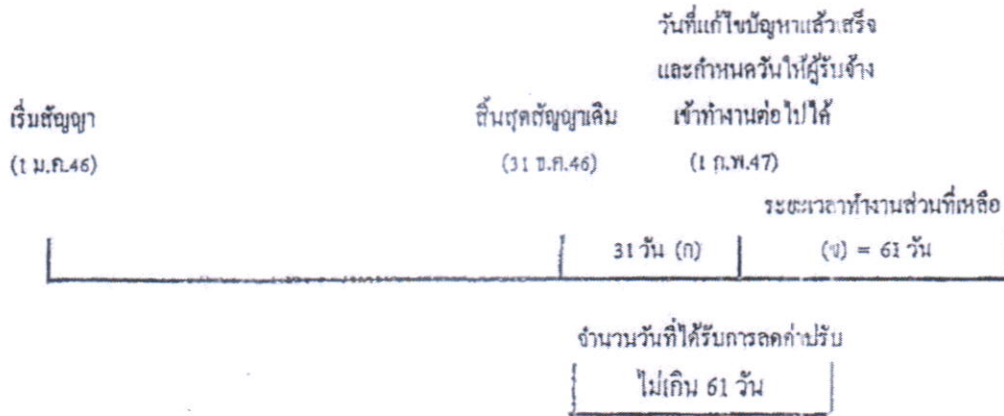 วันที่แก้ไขปัญหาแล้วเสร็จ
และกำหนดวันให้ผู้รับจ้าง
เริ่มสัญญา สิ้นสุดสัญญาเดิม เข้าทำงานต่อไปได้
(1 ม.ค.46) (31 ธ.ค.46) (1 ก.พ.47)
ระยะเวลาทำงานส่วนที่เหลือ
31 วัน (ก) (ข) = 61 วัน
จำนวนวันที่ได้รับการลดค่าปรับ
ไม่เกิน 61 วัน